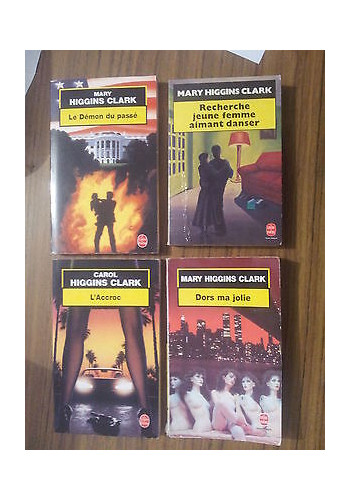 MARY
HIGGINS CLARK
Le Démon du passé
MARY HIGGINS CLARK
Recherche
jeune femme
aimant danser
CAROL
HIGGINS CLARK
L'Accroc
MARY HIGGINS CLARK
Dors ma jolie